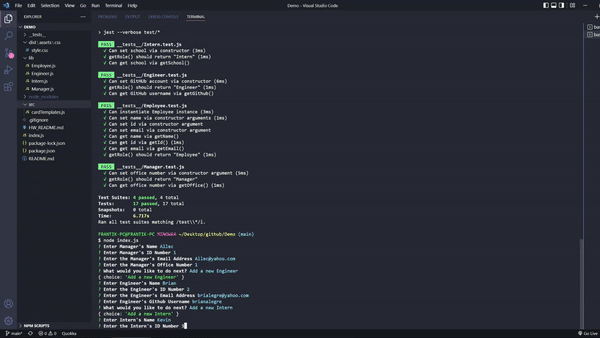 File Edit Selection View Go Run Terminal Help
Demo - Visual Studio Code
EXPLORER
PROBLEMS OUTPUT DEBUG CONSOLE TERMINAL
DEMO
__tests__
dist \ assets \ css
style.css
lib
Employee.js
Engineer.js
Intern.js
Manager.js
node_modules
src
cardTemplates.js
.gitignore
HW_README.md
index.js
package-lock.json
package.json
README.md
NPM SCRIPTS
> jest --verbose test/*
PASS __tests__/Intern.test.js
√ Can set school via constructor (3ms)
√ getRole() should return "Intern" (1ms)
√ Can get school via getSchool()
PASS __tests__/Engineer.test.js
√ Can set GitHub account via constructor (6ms)
√ getRole() should return "Engineer" (1ms)
√ Can get GitHub username via getGithub()
PASS __tests__/Employee.test.js
√ Can instantiate Employee instance (3ms)
√ Can set name via constructor arguments (1ms)
√ Can set id via constructor argument
√ Can set email via constructor argument
√ Can get name via getName()
√ Can get id via getId() (1ms)
√ Can get email via getEmail()
√ getRole() should return "Employee" (1ms)
PASS __tests__/Manager.test.js
√ Can set office number via constructor argument (5ms)
√ getRole() should return "Manager"
√ Can get office number via getOffice() (1ms)
Test Suites: 4 passed, 4 total
Tests: 17 passed, 17 total
Snapshots: 0 total
Time: 6.717s
Ran all test suites matching /test\\*/i.
FRANTIK-PC@FRANTIK-PC MINGW64 ~/Desktop/github/Demo (main)
$ node index.js
? Enter Manager's Name Allac
? Enter Manager's ID Number 1
? Enter the Manager's Email Address Allac@yahoo.com
? Enter the Manager's Office Number 1
? What would you like to do next? Add a new Engineer
{ choice: 'Add a new Engineer' }
? Enter Engineer's Name Brian
? Enter the Engineer's ID Number 2
? Enter the Engineer's Email Address brialegre@yahoo.com
? Enter Engineer's Github Username brianalegre
? What would you like to do next? Add a new Intern
{ choice: 'Add a new Intern' }
? Enter Intern's Name Kevin
? Enter the Intern's ID Number 3
main*
0 0
Quokka
Go Live